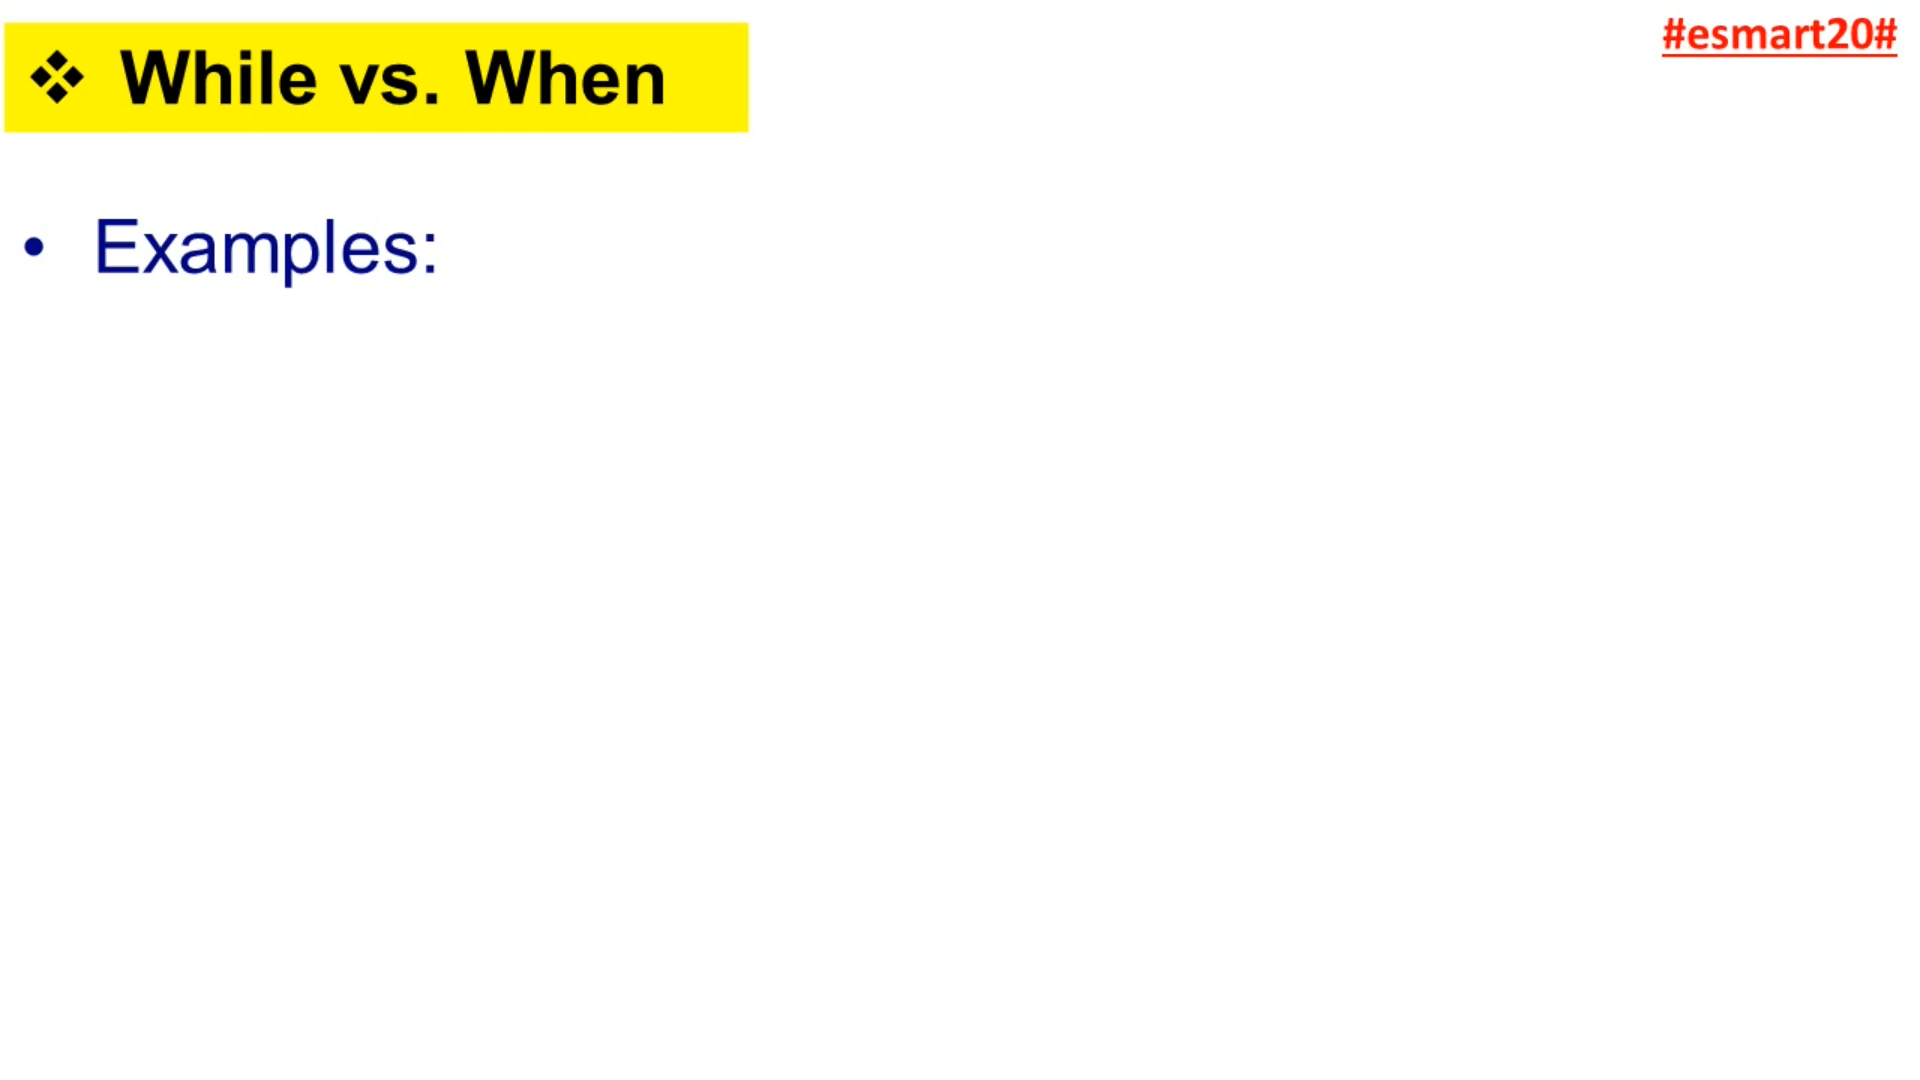 #esmart20#
❖ While vs. When
• Examples: